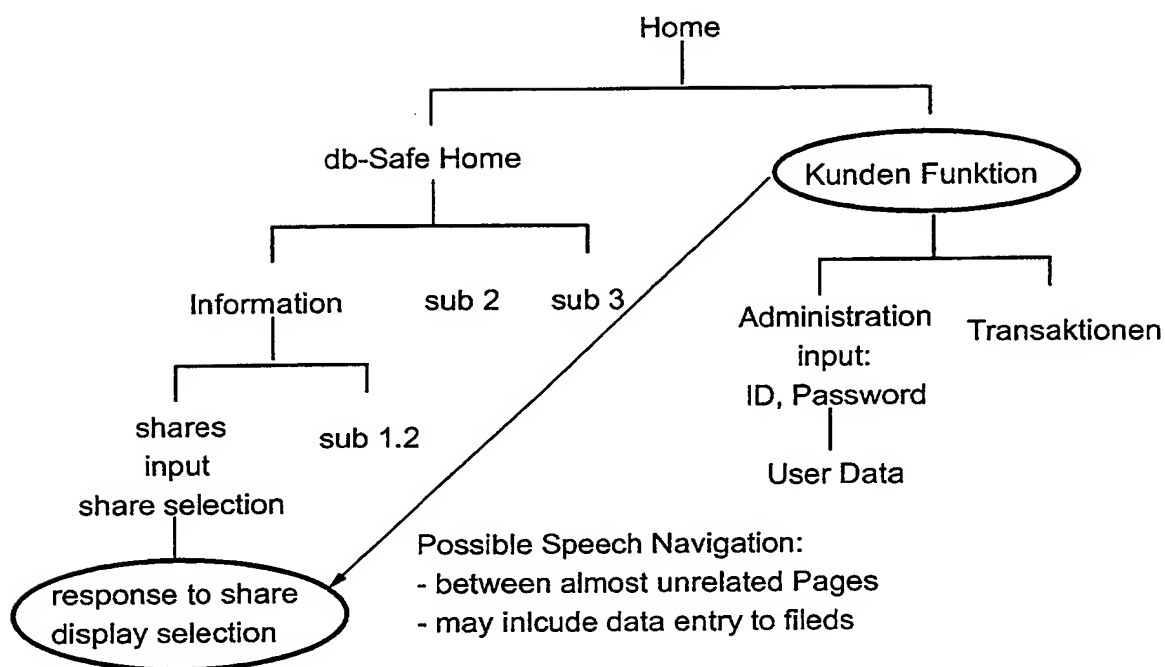 Home
db-Safe Home
Kunden Funktion
Information
sub 2
sub 3
Administration
input:
ID, Password
Transaktionen
shares
input
share selection
sub 1.2
User Data
response to share
display selection
Possible Speech Navigation:
- between almost unrelated Pages
- may inlcude data entry to fileds